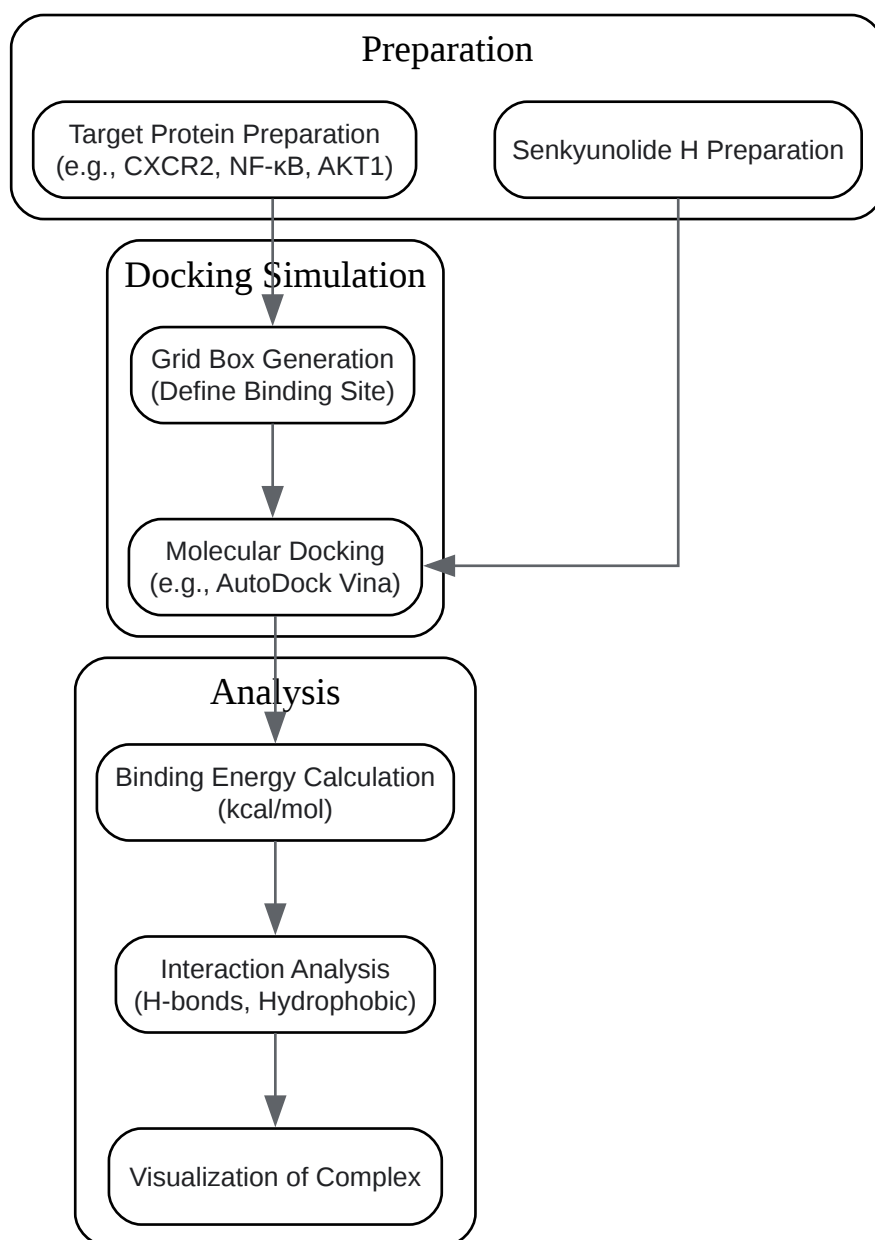 Preparation
Target Protein Preparation
(e.g., CXCR2, NF-κB, AKT1)
Senkyunolide H Preparation
Docking Simulation
Grid Box Generation
(Define Binding Site)
Molecular Docking
(e.g., AutoDock Vina)
Analysis
Binding Energy Calculation
(kcal/mol)
Interaction Analysis
(H-bonds, Hydrophobic)
Visualization of Complex